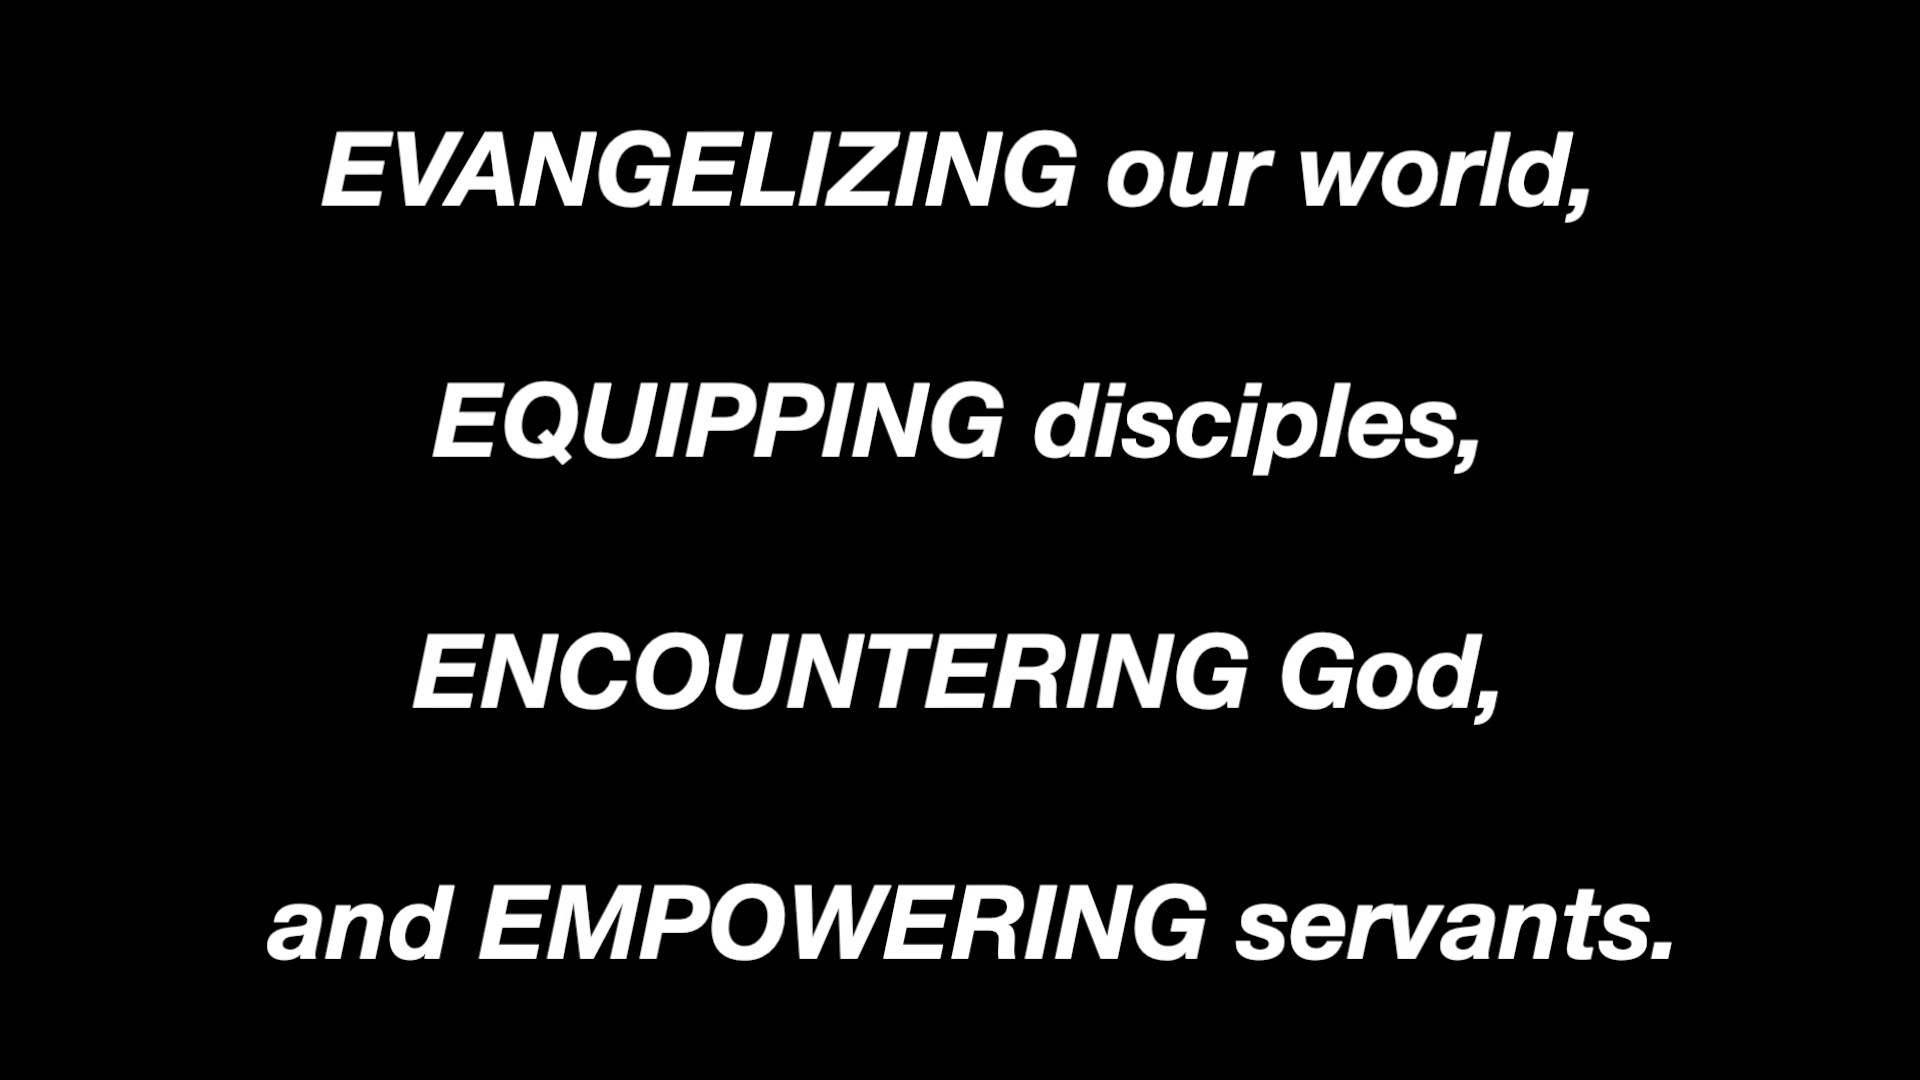 EVANGELIZING our world,
EQUIPPING disciples,
ENCOUNTERING God,
and EMPOWERING servants.